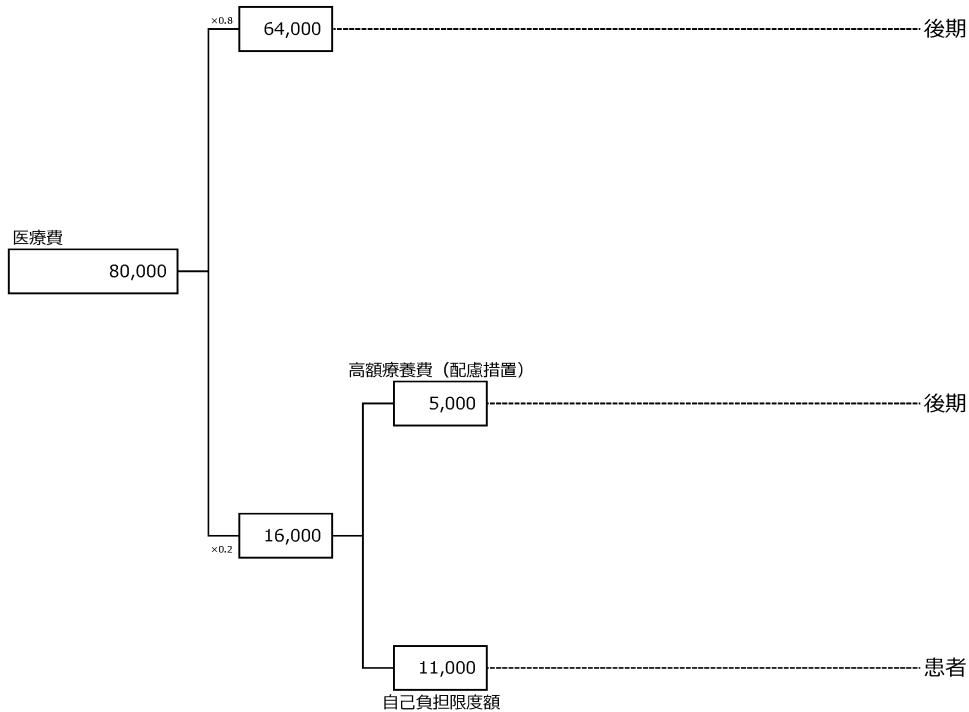 ×0.8
64,000
後期
医療費
80,000
高額療養費（配慮措置）
5,000
後期
16,000
×0.2
11,000
患者
自己負担限度額